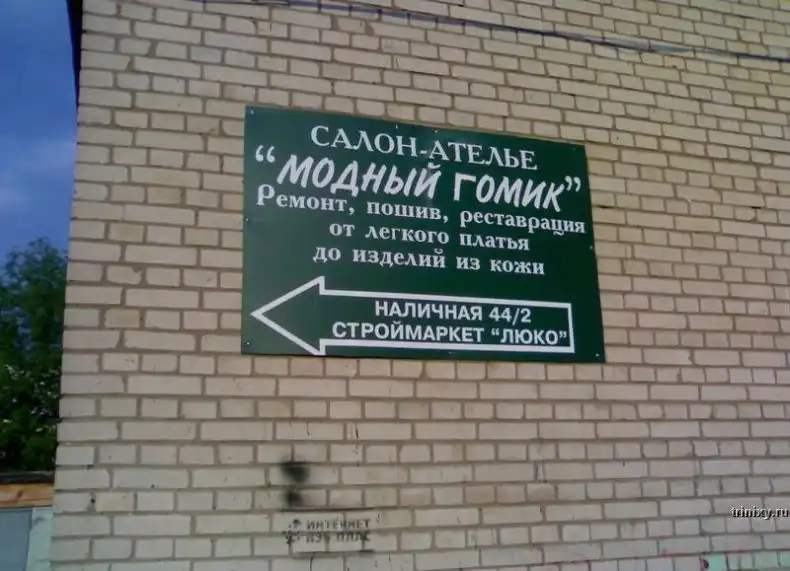 САЛОН-АТЕЛЬЕ
“МОДНЫЙ ГОМИК”
Ремонт, пошив, реставрация
от легкого платья
до изделий из кожи
НАЛИЧНАЯ 44/2
СТРОЙМАРКЕТ “ЛЮКО”
ИНТЕРНЕТ
trinixy.ru